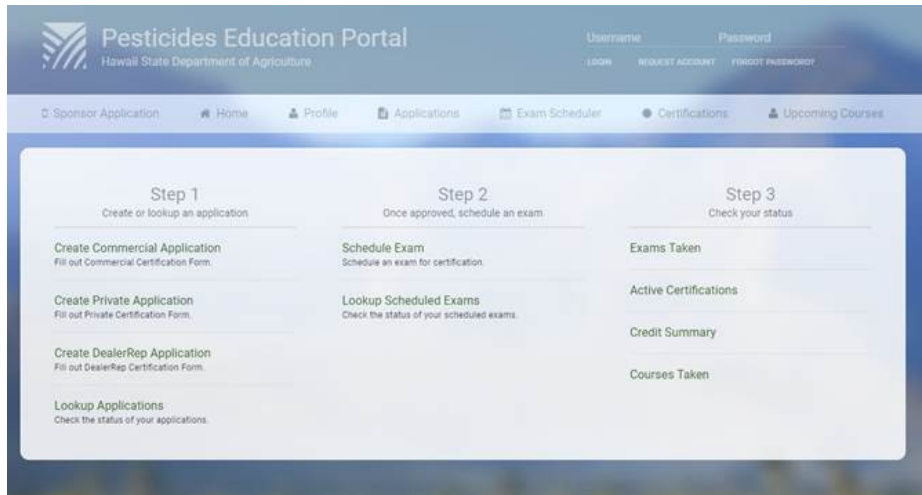 Pesticides Education Portal
Hawaii State Department of Agriculture
Username Password
LOGIN REQUEST ACCOUNT FORGOT PASSWORD?
Sponsor Application Home Profile Applications Exam Scheduler Certifications Upcoming Courses
Step 1
Create or lookup an application
Create Commercial Application
Fill out Commercial Certification Form.
Create Private Application
Fill out Private Certification Form.
Create DealerRep Application
Fill out DealerRep Certification Form.
Lookup Applications
Check the status of your applications.
Step 2
Once approved, schedule an exam
Schedule Exam
Schedule an exam for certification.
Lookup Scheduled Exams
Check the status of your scheduled exams.
Step 3
Check your status
Exams Taken
Active Certifications
Credit Summary
Courses Taken